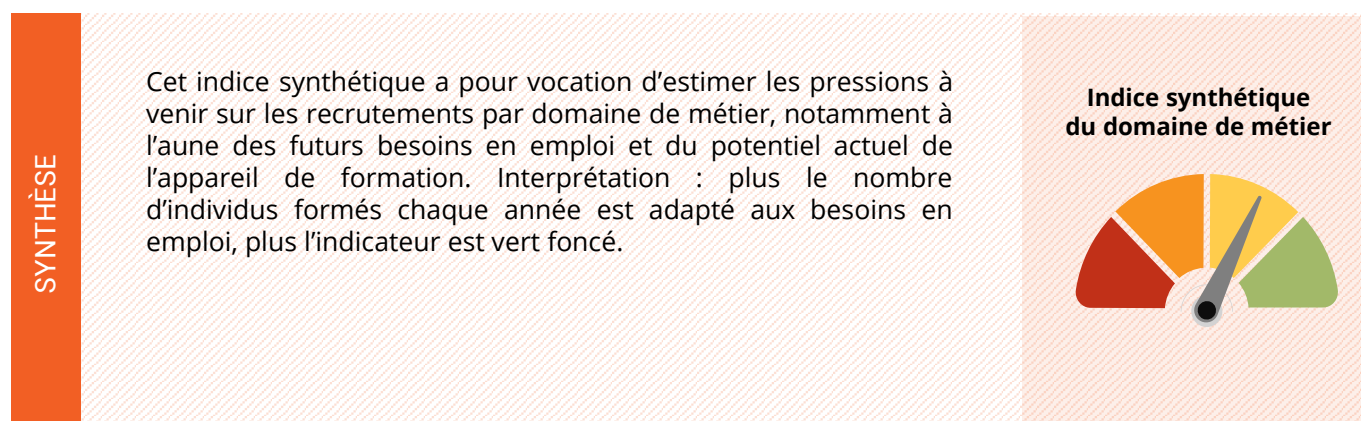 SYNTHÈSE
Cet indice synthétique a pour vocation d’estimer les pressions à
venir sur les recrutements par domaine de métier, notamment à
l’aune des futurs besoins en emploi et du potentiel actuel de
l’appareil de formation. Interprétation : plus le nombre
d’individus formés chaque année est adapté aux besoins en
emploi, plus l’indicateur est vert foncé.
Indice synthétique
du domaine de métier